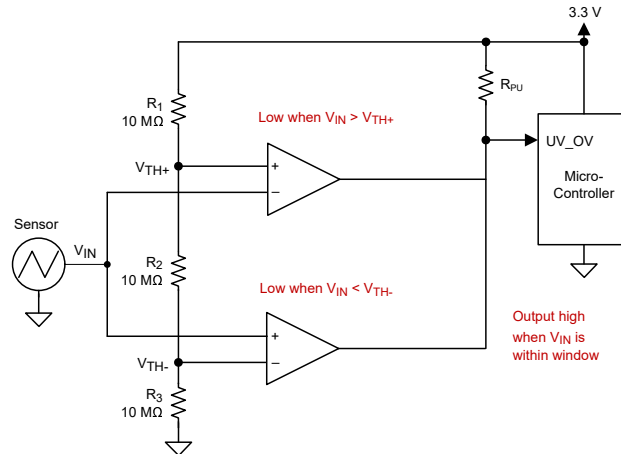 3.3 V
R1
10 MΩ
RPU
Low when VIN > VTH+
UV_OV
Micro-
Controller
VTH+
+
−
Sensor
VIN
R2
10 MΩ
Low when VIN < VTH-
Output high
when VIN is
within window
+
−
VTH-
R3
10 MΩ